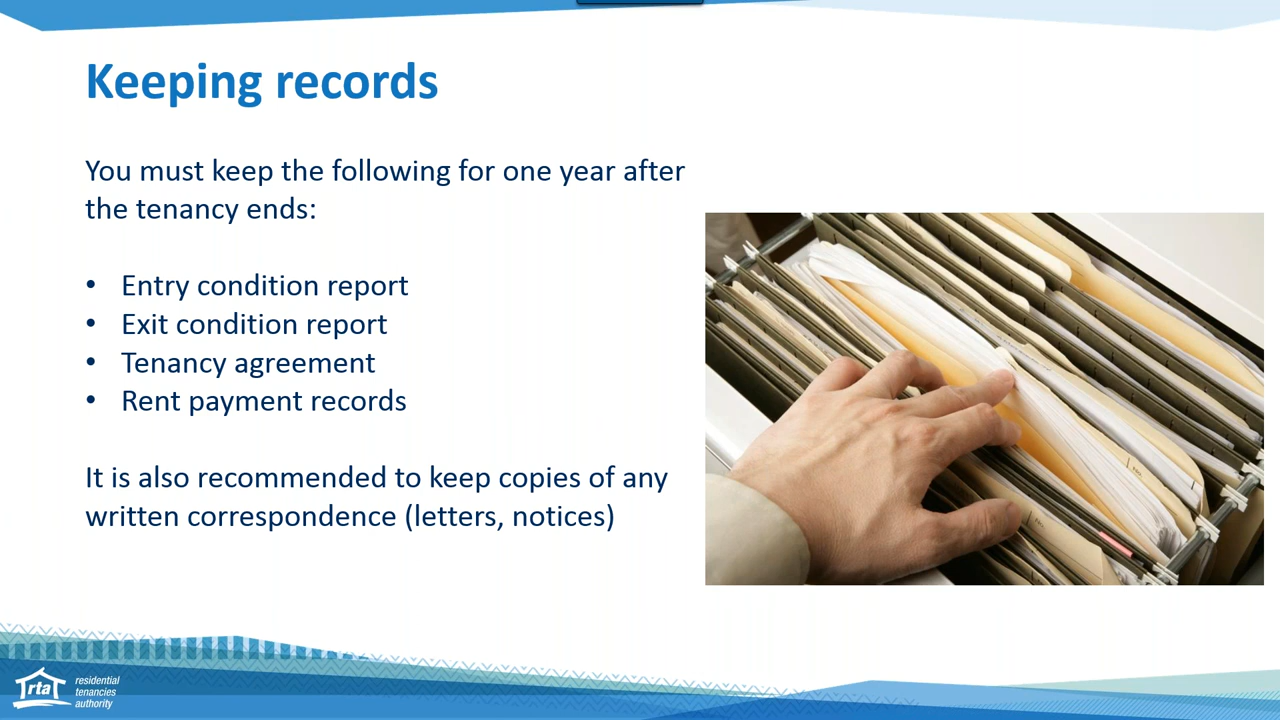 Keeping records
You must keep the following for one year after
the tenancy ends:
• Entry condition report
• Exit condition report
• Tenancy agreement
• Rent payment records
It is also recommended to keep copies of any
written correspondence (letters, notices)
rta
residential
tenancies
authority